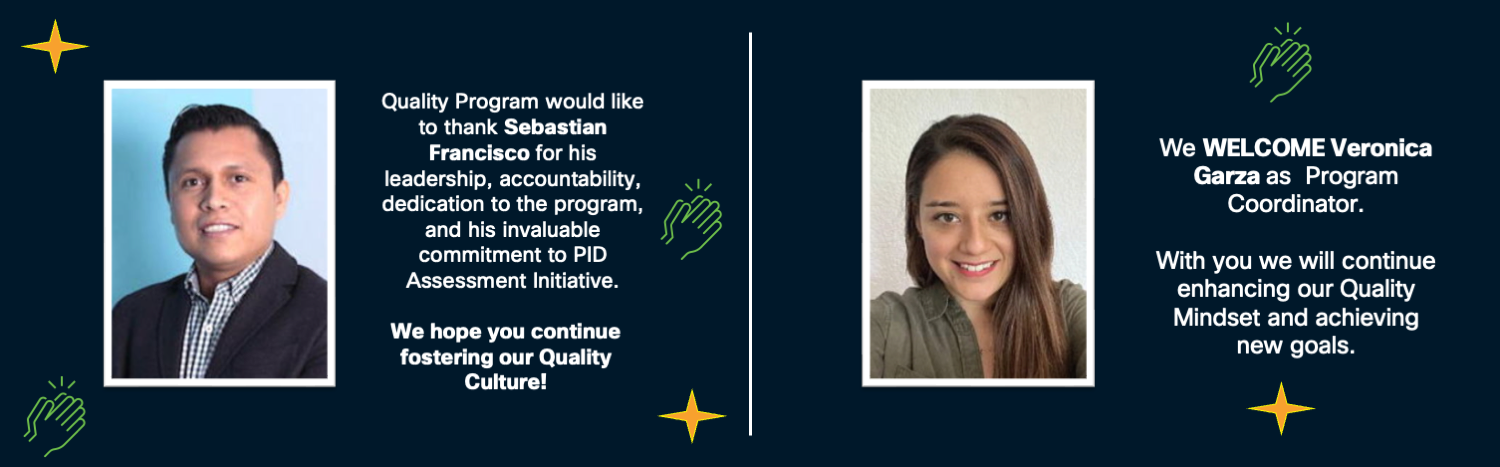 Quality Program would like
to thank Sebastian
Francisco for his
leadership, accountability,
dedication to the program,
and his invaluable
commitment to PID
Assessment Initiative.
We hope you continue
fostering our Quality
Culture!
We WELCOME Veronica
Garza as  Program
Coordinator.
With you we will continue
enhancing our Quality
Mindset and achieving
new goals.